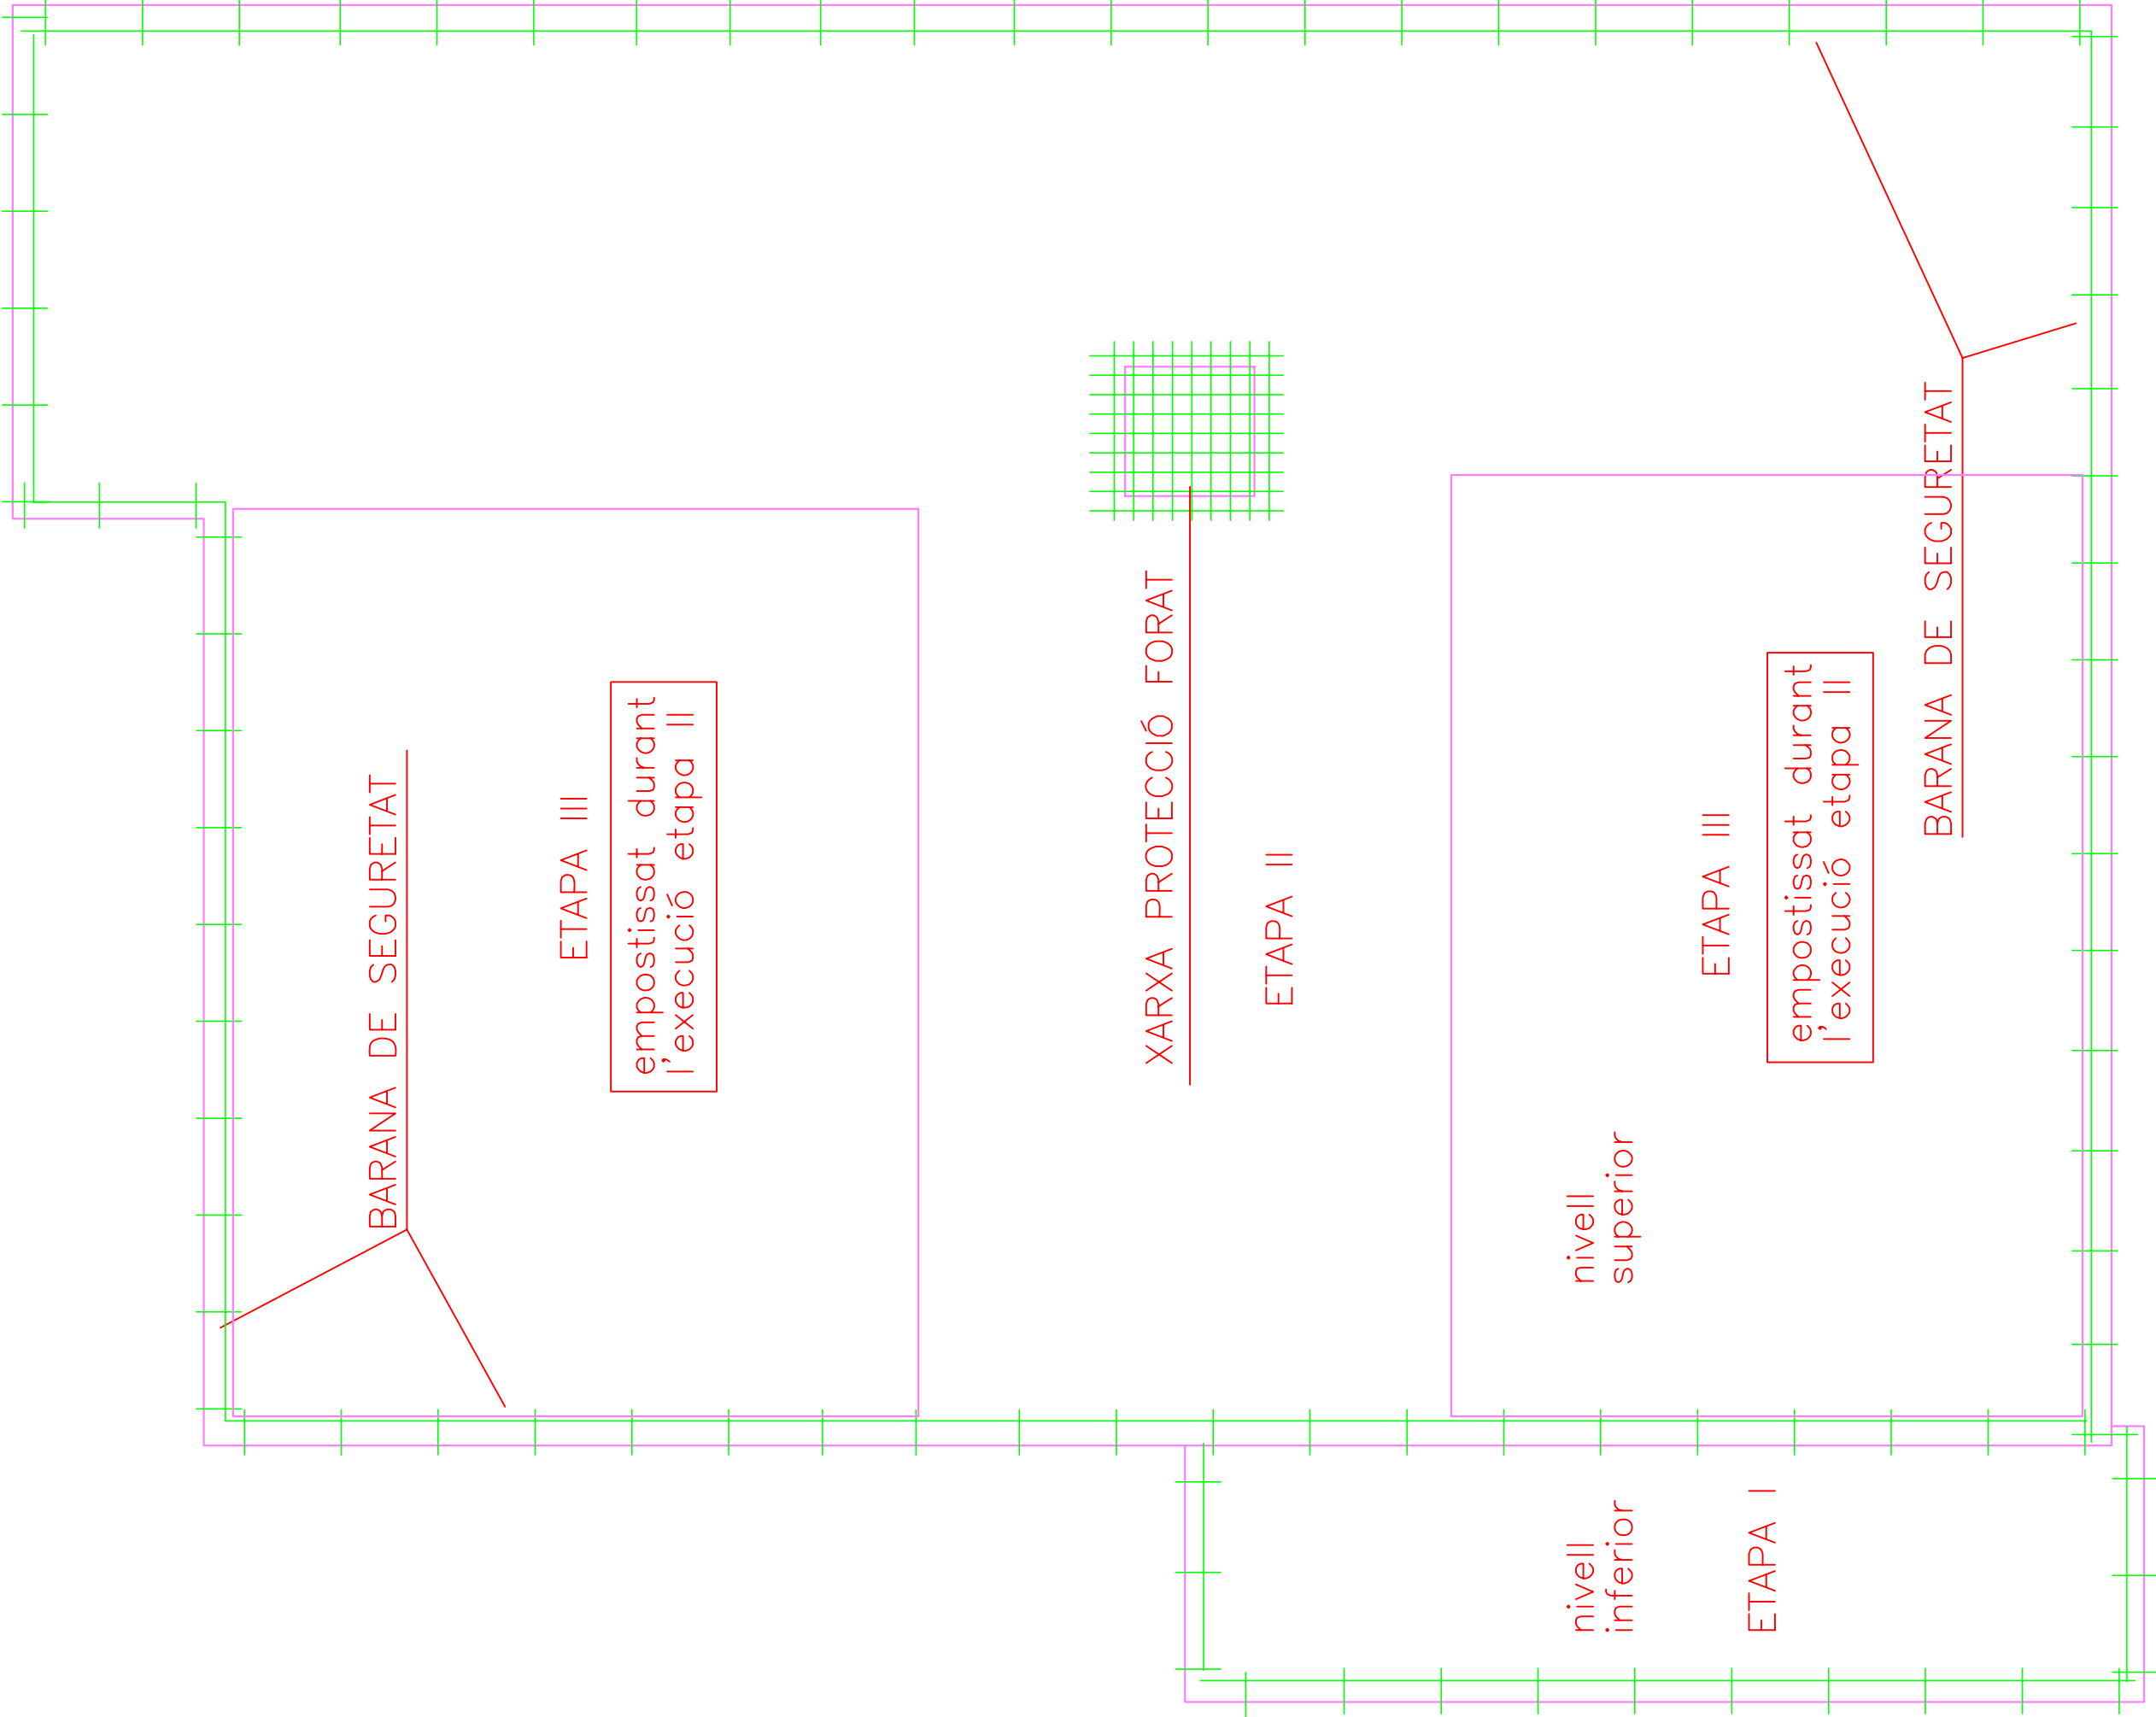 BARANA DE SEGURETAT
ETAPA III
empostissat durant
l'execució etapa II
XARXA PROTECCIÓ FORAT
ETAPA II
nivell
superior
nivell
inferior
ETAPA III
ETAPA I
empostissat durant
l'execució etapa II
BARANA DE SEGURETAT